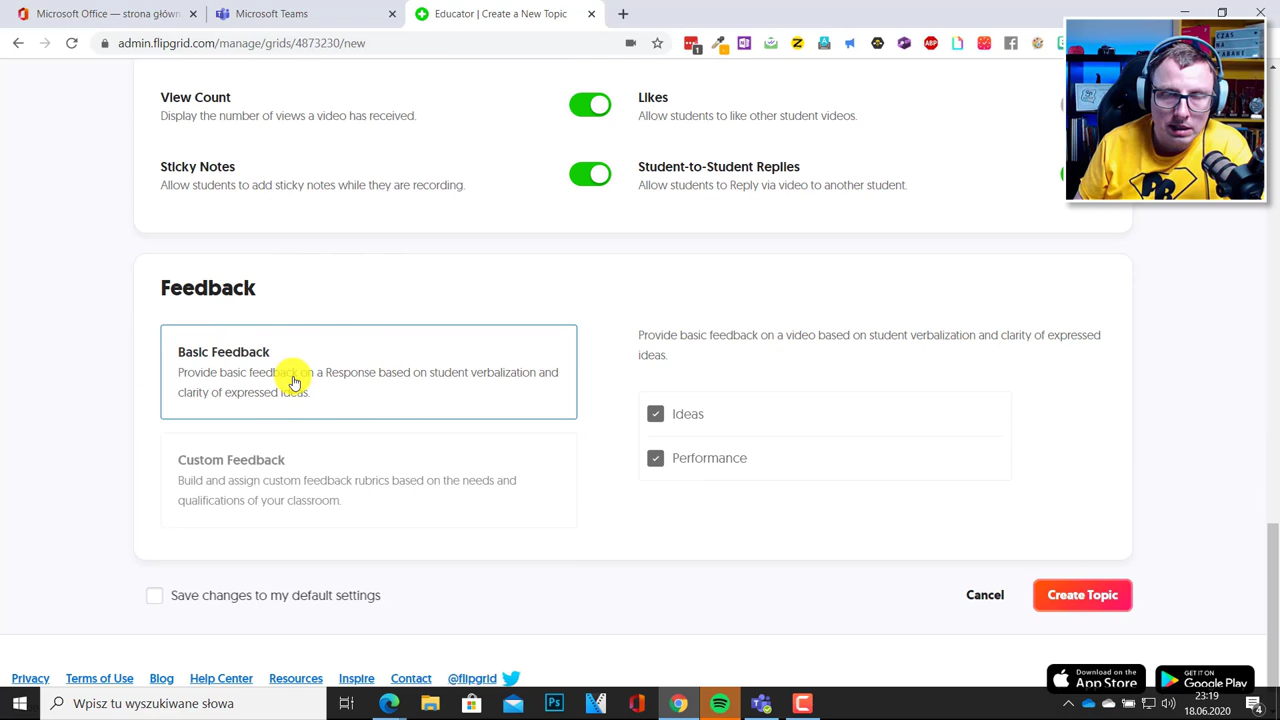 Microsoft Office — strona główn
Microsoft Teams
Educator | Create a New Topic
admin.flipgrid.com/manage/grids/4873230/new
View Count
Display the number of views a video has received.
Likes
Allow students to like other student videos.
Sticky Notes
Allow students to add sticky notes while they are recording.
Student-to-Student Replies
Allow students to Reply via video to another student.
Feedback
Basic Feedback
Provide basic feedback on a Response based on student verbalization and
clarity of expressed ideas.
Custom Feedback
Build and assign custom feedback rubrics based on the needs and
qualifications of your classroom.
Provide basic feedback on a video based on student verbalization and clarity of expressed
ideas.
Ideas
Performance
Save changes to my default settings
Cancel
Create Topic
Privacy
Terms of Use
Blog
Help Center
Resources
Inspire
Contact
@flipgrid
Download on the
App Store
GET IT ON
Google Play
Wpisz tu wyszukiwane słowa
23:19
18.06.2020
4
ABP
1
CZAS
NA